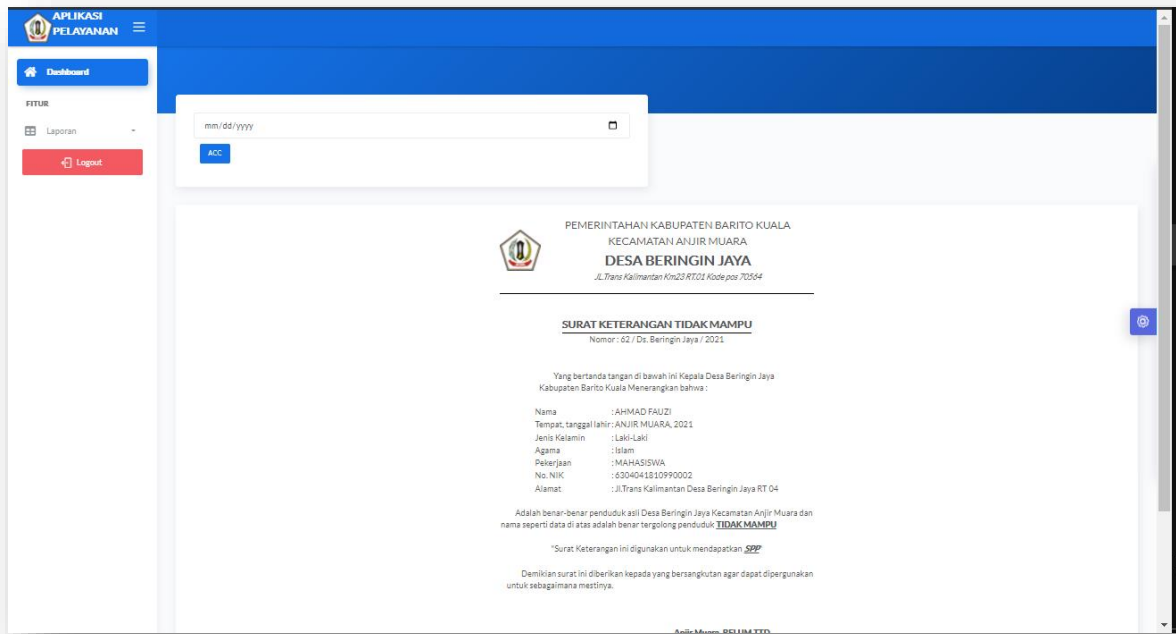 APLIKASI
PELAYANAN
Dashboard
FITUR
Laporan
Logout
mm/dd/yyyy
ACC
PEMERINTAHAN KABUPATEN BARITO KUALA
KECAMATAN ANJIR MUARA
DESA BERINGIN JAYA
JL.Trans Kalimantan Km23 RT.01 Kode pos 70564
SURAT KETERANGAN TIDAK MAMPU
Nomor : 62 / Ds. Beringin Jaya / 2021
Yang bertanda tangan di bawah ini Kepala Desa Beringin Jaya
Kabupaten Barito Kuala Menerangkan bahwa :
Nama : AHMAD FAUZI
Tempat, tanggal lahir : ANJIR MUARA, 2021
Jenis Kelamin : Laki-Laki
Agama : Islam
Pekerjaan : MAHASISWA
No. NIK : 6304041810990002
Alamat : Jl.Trans Kalimantan Desa Beringin Jaya RT 04
Adalah benar-benar penduduk asli Desa Beringin Jaya Kecamatan Anjir Muara dan
nama seperti data di atas adalah benar tergolong penduduk TIDAK MAMPU
"Surat Keterangan ini digunakan untuk mendapatkan SPP"
Demikian surat ini diberikan kepada yang bersangkutan agar dapat dipergunakan
untuk sebagaimana mestinya.
Anjir Muara, BELUM TTD